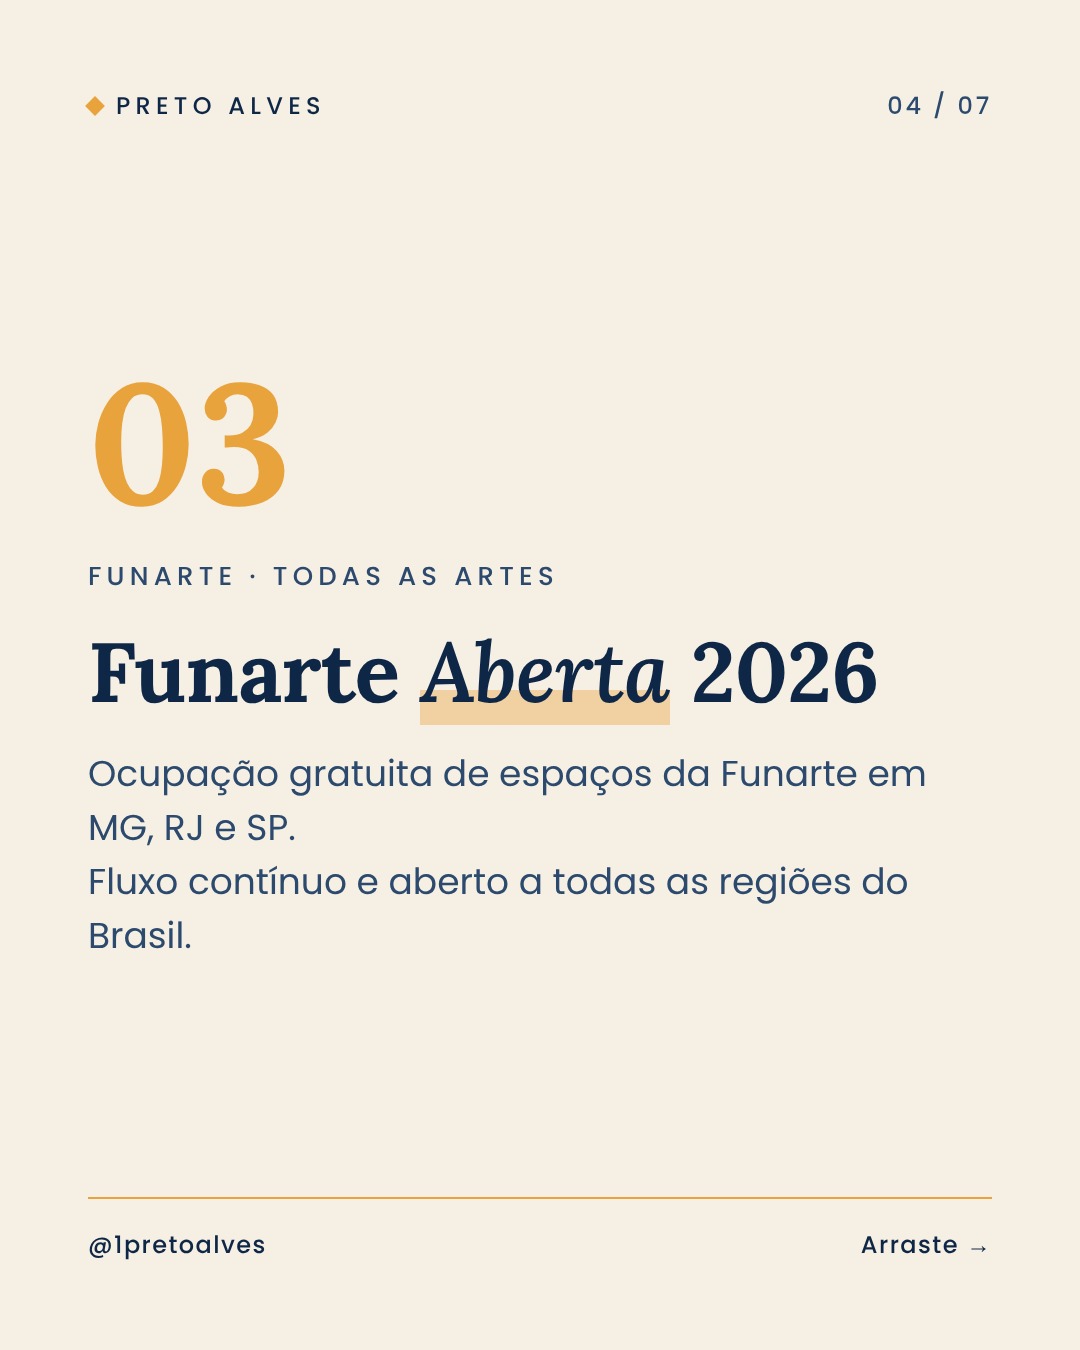 PRETO ALVES
04 / 07
03
FUNARTE · TODAS AS ARTES
Funarte Aberta 2026
Ocupação gratuita de espaços da Funarte em
MG, RJ e SP.
Fluxo contínuo e aberto a todas as regiões do
Brasil.
@1pretoalves
Arraste →